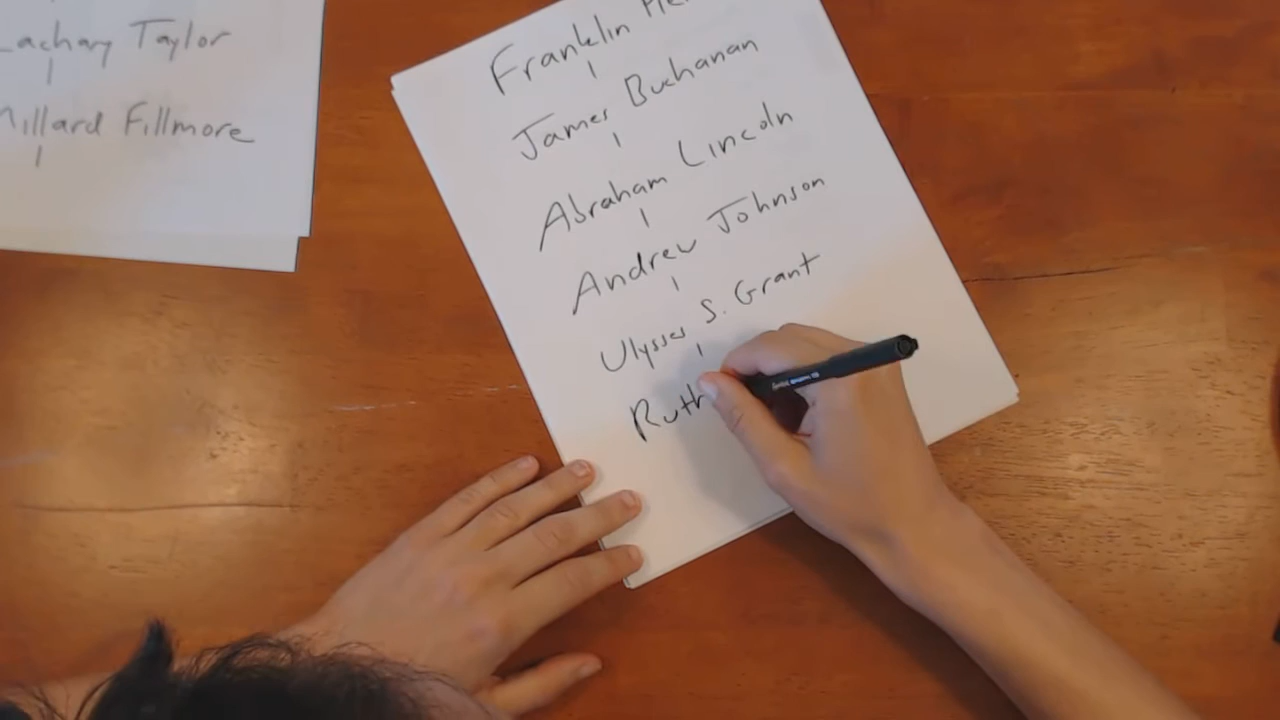 Zachary Taylor
Millard Fillmore
Franklin
James Buchanan
Abraham Lincoln
Andrew Johnson
Ulysses S. Grant
Ruth